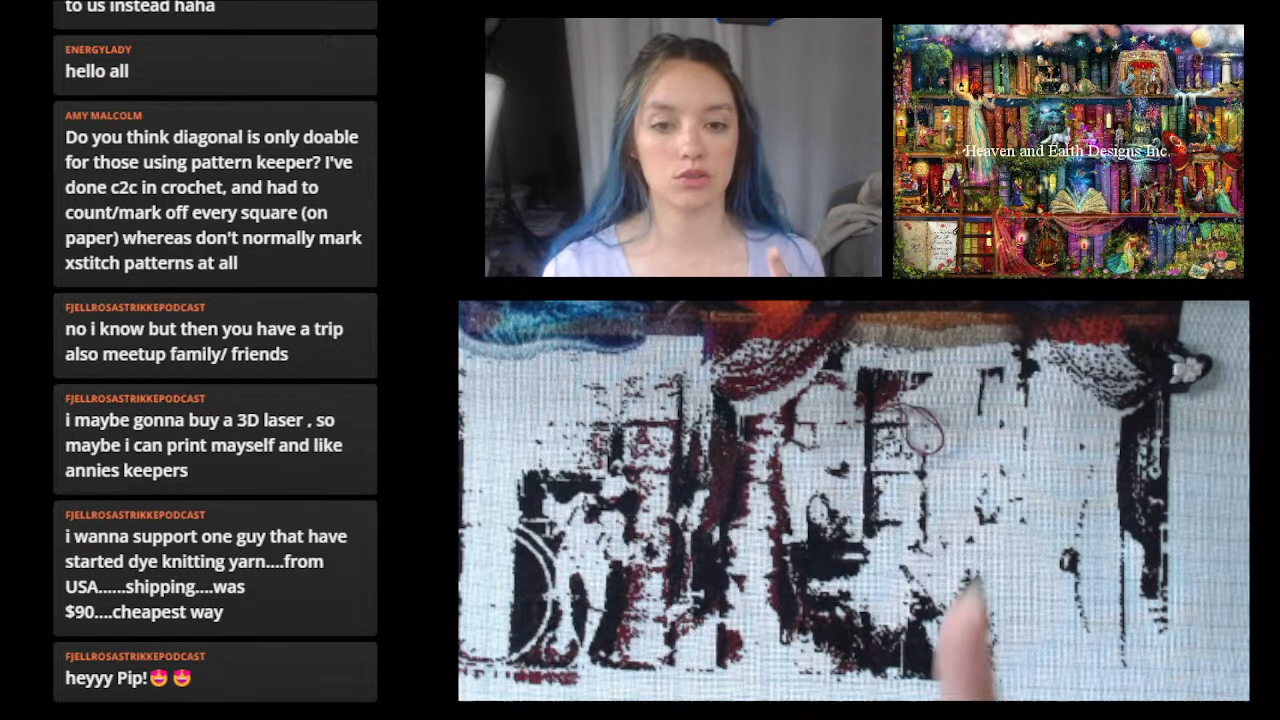 to us instead haha
ENERGYLADY
hello all
AMY MALCOLM
Do you think diagonal is only doable
for those using pattern keeper? I've
done c2c in crochet, and had to
count/mark off every square (on
paper) whereas don't normally mark
xstitch patterns at all
FJELLROSASTRIKKEPODCAST
no i know but then you have a trip
also meetup family/ friends
FJELLROSASTRIKKEPODCAST
i maybe gonna buy a 3D laser , so
maybe i can print mayself and like
annies keepers
FJELLROSASTRIKKEPODCAST
i wanna support one guy that have
started dye knitting yarn....from
USA......shipping....was
$90....cheapest way
FJELLROSASTRIKKEPODCAST
heyyy Pip!🤩🤩
Heaven and Earth Designs Inc